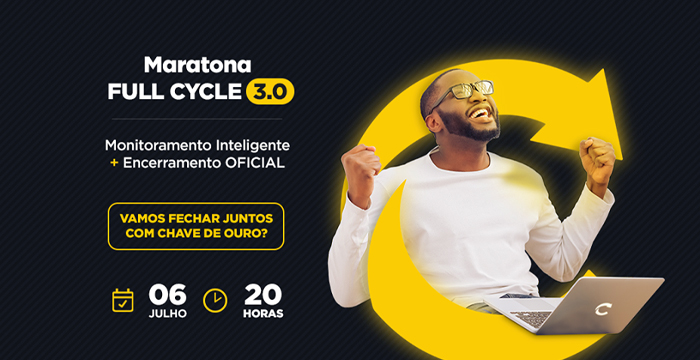 Maratona
FULL CYCLE 3.0
Monitoramento Inteligente
+ Encerramento OFICIAL
VAMOS FECHAR JUNTOS
COM CHAVE DE OURO?
06
JULHO
20
HORAS
C